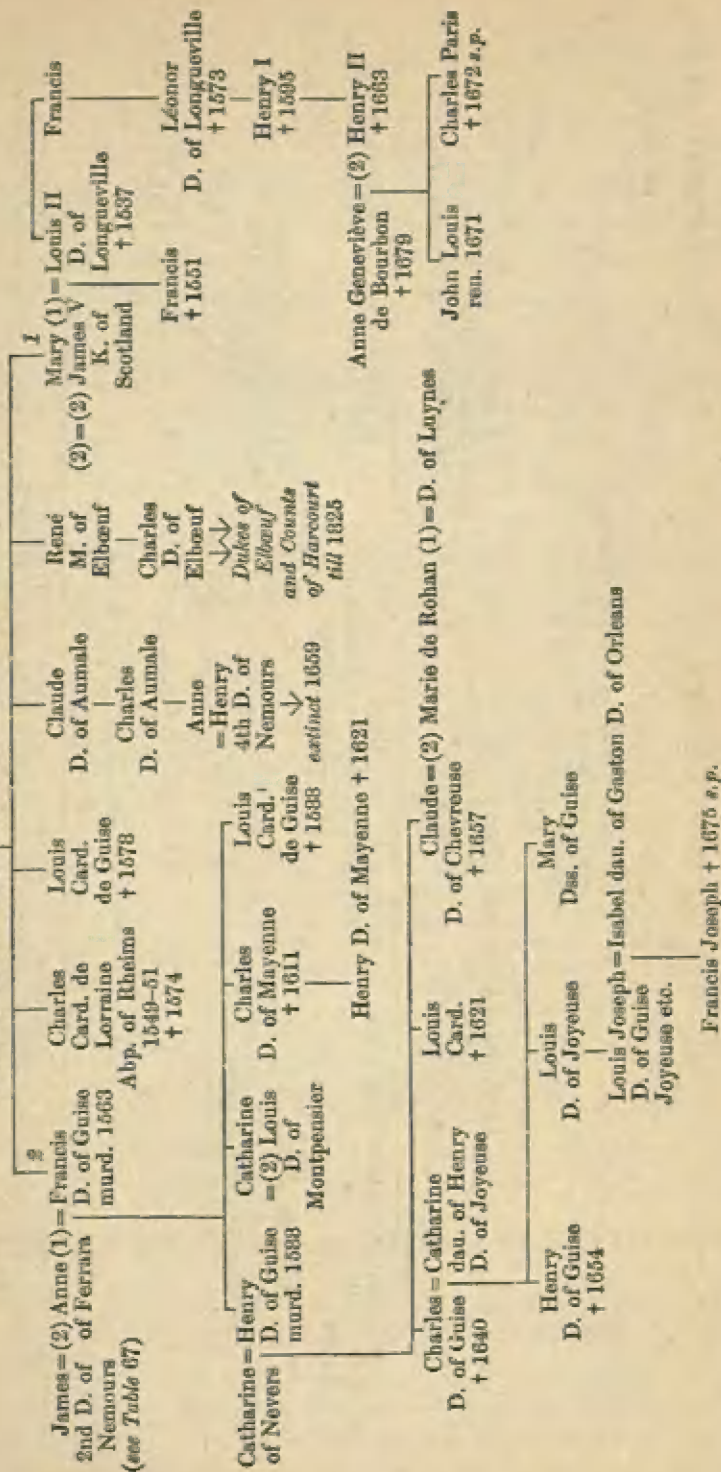 2
1
James=(2) Anne (1)=Francis
2nd D. of of Ferrara D. of Guise
Nemours murd. 1563
(see Table 67)
Charles
Card. de
Lorraine
Abp. of Rheims
1549–51
† 1574
Louis
Card.
de Guise
† 1578
Claude
D. of Aumale
Charles
D. of Aumale
Anne
= Henry
4th D. of
Nemours
extinct 1659
René
M. of
Elbœuf
Charles
D. of
Elbœuf
Dukes of
Elbœuf
and Counts
of Harcourt
till 1825
Mary (1)=Louis II
(2)=(2) James V D. of
K. of Longueville
Scotland † 1537
Francis
† 1551
Francis
Léonor
D. of Longueville
† 1573
Henry I
† 1595
Anne Geneviève=(2) Henry II
de Bourbon † 1663
† 1679
John Louis
ren. 1671
Charles Paris
† 1672 s.p.
Catharine=Henry
of Nevers D. of Guise
murd. 1588
Catharine
=(2) Louis
D. of
Montpensier
Charles
D. of Mayenne
† 1611
Louis
Card.
de Guise
† 1588
Henry D. of Mayenne † 1621
Charles=Catharine
D. of Guise dau. of Henry
† 1640 D. of Joyeuse
Louis
Card.
† 1621
Claude=(2) Marie de Rohan (1)=D. of Luynes
D. of Chevreuse
† 1657
Henry
D. of Guise
† 1654
Louis
D. of Joyeuse
Mary
Dss. of Guise
Louis Joseph=Isabel dau. of Gaston D. of Orleans
D. of Guise
Joyeuse etc.
Francis Joseph † 1675 s.p.